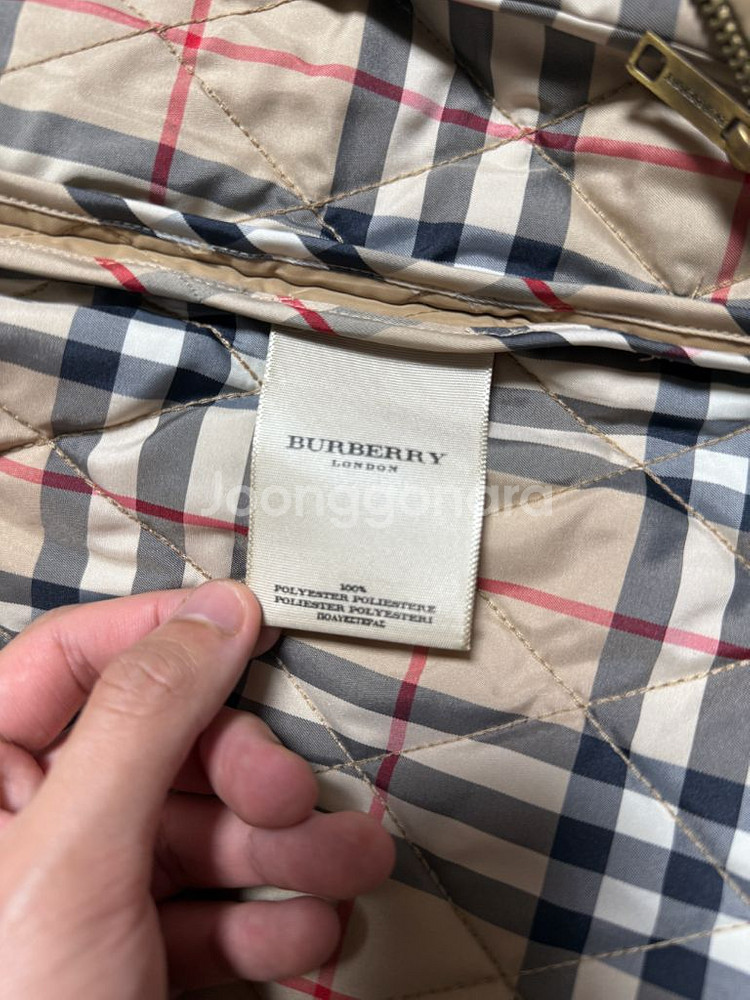 BURBERRY
LONDON
Joonggonara
100%
POLYESTER POLIESTERE
POLIESTER POLYESTERI
ΠΟΛΥΕΣΤΕΡΑΣ